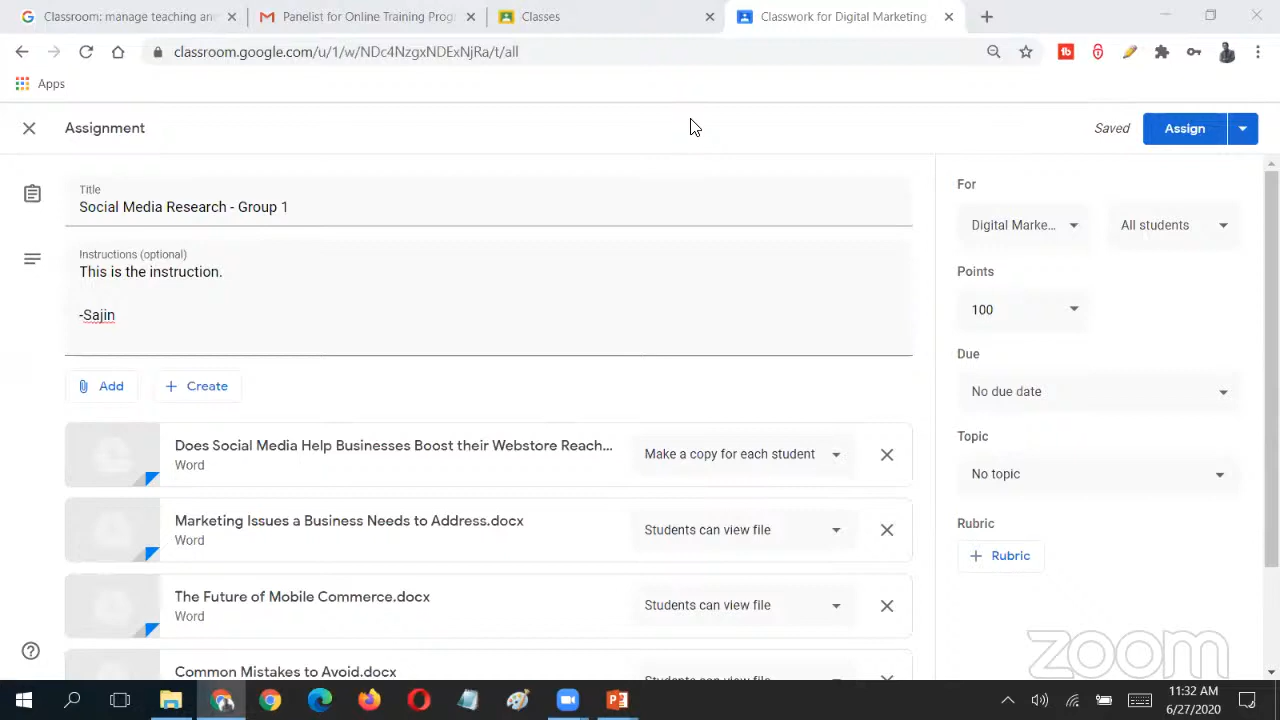 Classroom: manage teaching an
Panelist for Online Training Prog
Classes
Classwork for Digital Marketing
classroom.google.com/u/1/w/NDc4NzgxNDExNjRa/t/all
Apps
Assignment
Saved
Assign
Title
Social Media Research - Group 1
Instructions (optional)
This is the instruction.
-Sajin
Add
Create
Does Social Media Help Businesses Boost their Webstore Reach...
Word
Make a copy for each student
Marketing Issues a Business Needs to Address.docx
Word
Students can view file
The Future of Mobile Commerce.docx
Word
Students can view file
Common Mistakes to Avoid.docx
Students can view file
For
Digital Marke...
All students
Points
100
Due
No due date
Topic
No topic
Rubric
Rubric
zoom
11:32 AM
6/27/2020